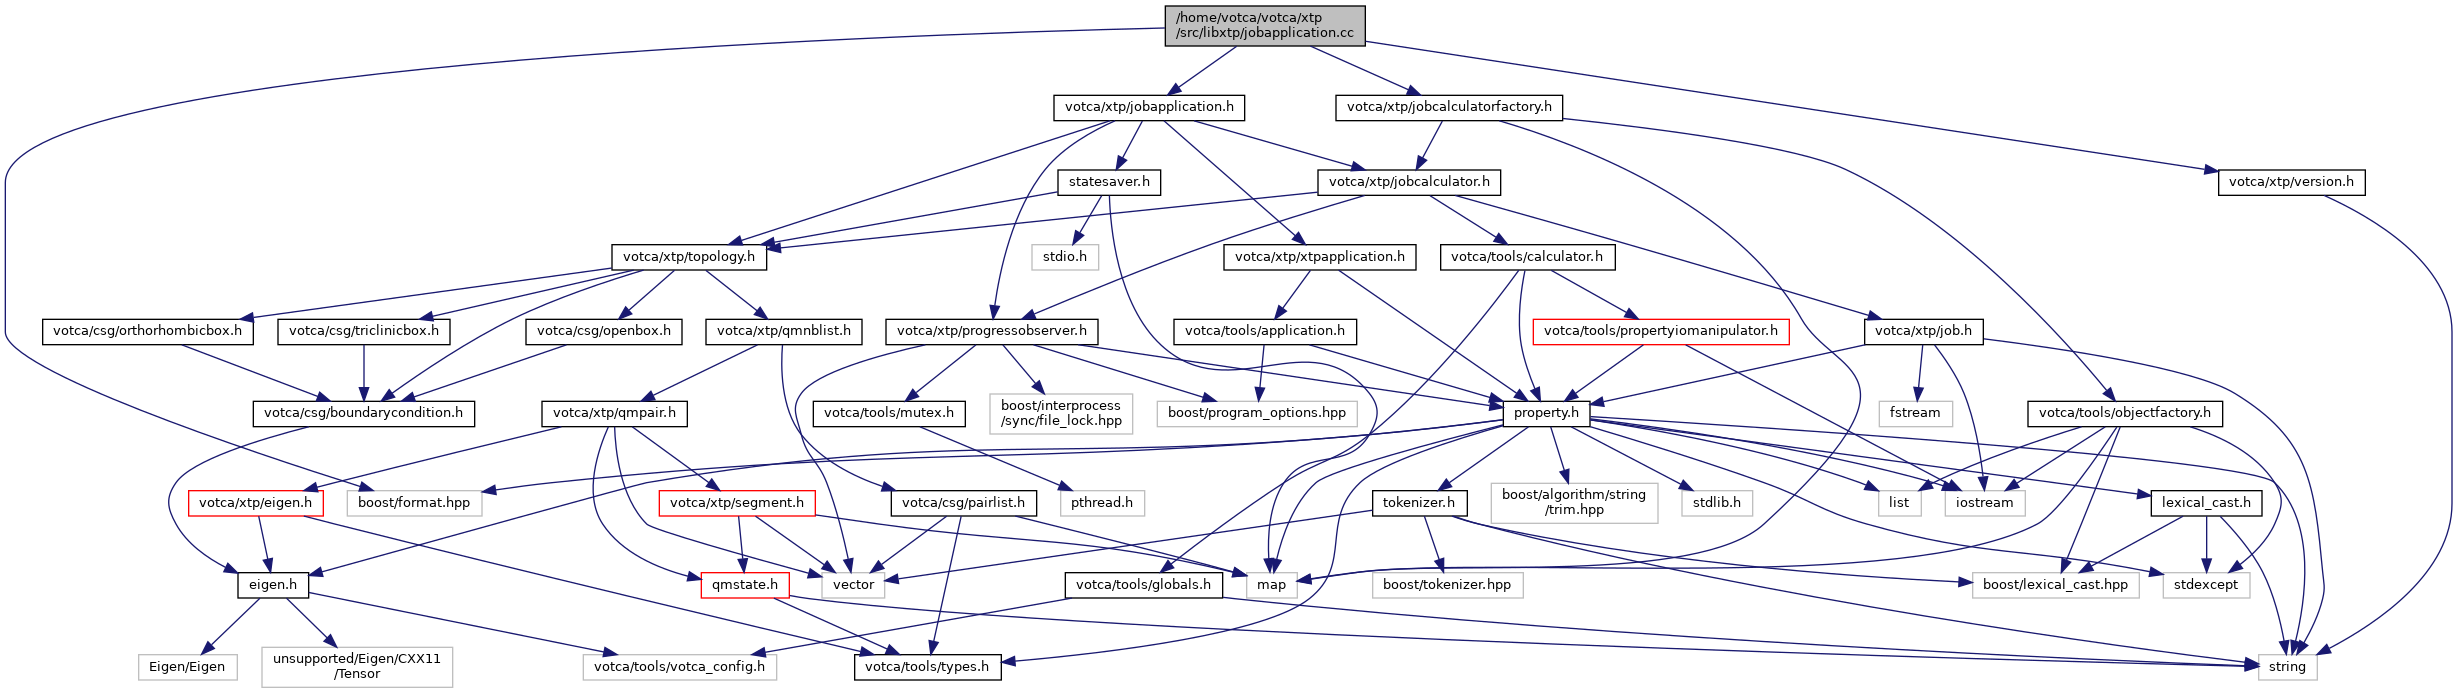 /home/votca/votca/xtp
/src/libxtp/jobapplication.cc
votca/xtp/jobapplication.h
votca/xtp/jobcalculatorfactory.h
statesaver.h
votca/xtp/jobcalculator.h
votca/xtp/version.h
votca/xtp/topology.h
stdio.h
votca/xtp/xtpapplication.h
votca/tools/calculator.h
votca/csg/orthorhombicbox.h
votca/csg/triclinicbox.h
votca/csg/openbox.h
votca/xtp/qmnblist.h
votca/xtp/progressobserver.h
votca/tools/application.h
votca/tools/propertyiomanipulator.h
votca/xtp/job.h
votca/csg/boundarycondition.h
votca/xtp/qmpair.h
votca/tools/mutex.h
boost/interprocess
/sync/file_lock.hpp
boost/program_options.hpp
property.h
fstream
votca/tools/objectfactory.h
votca/xtp/eigen.h
boost/format.hpp
votca/xtp/segment.h
votca/csg/pairlist.h
pthread.h
tokenizer.h
boost/algorithm/string
/trim.hpp
stdlib.h
list
iostream
lexical_cast.h
eigen.h
qmstate.h
vector
votca/tools/globals.h
map
boost/tokenizer.hpp
boost/lexical_cast.hpp
stdexcept
Eigen/Eigen
unsupported/Eigen/CXX11
/Tensor
votca/tools/votca_config.h
votca/tools/types.h
string